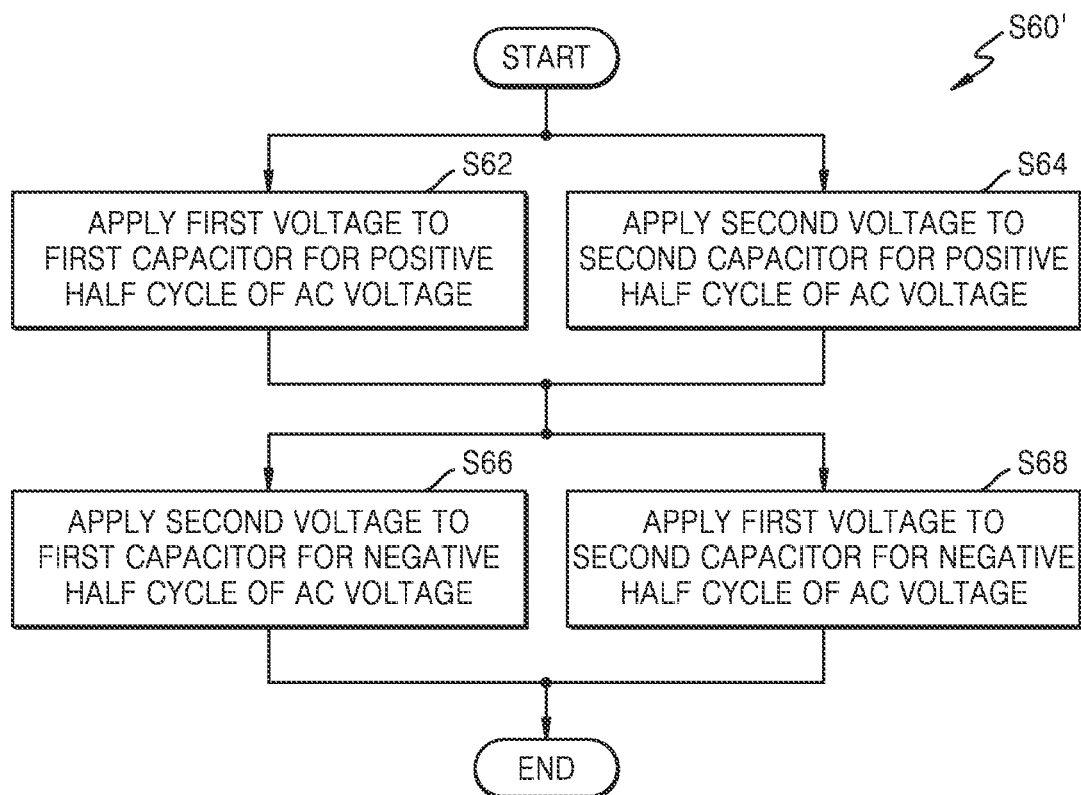 S60'
START
S62
APPLY FIRST VOLTAGE TO
FIRST CAPACITOR FOR POSITIVE
HALF CYCLE OF AC VOLTAGE
S64
APPLY SECOND VOLTAGE TO
SECOND CAPACITOR FOR POSITIVE
HALF CYCLE OF AC VOLTAGE
S66
APPLY SECOND VOLTAGE TO
FIRST CAPACITOR FOR NEGATIVE
HALF CYCLE OF AC VOLTAGE
S68
APPLY FIRST VOLTAGE TO
SECOND CAPACITOR FOR NEGATIVE
HALF CYCLE OF AC VOLTAGE
END